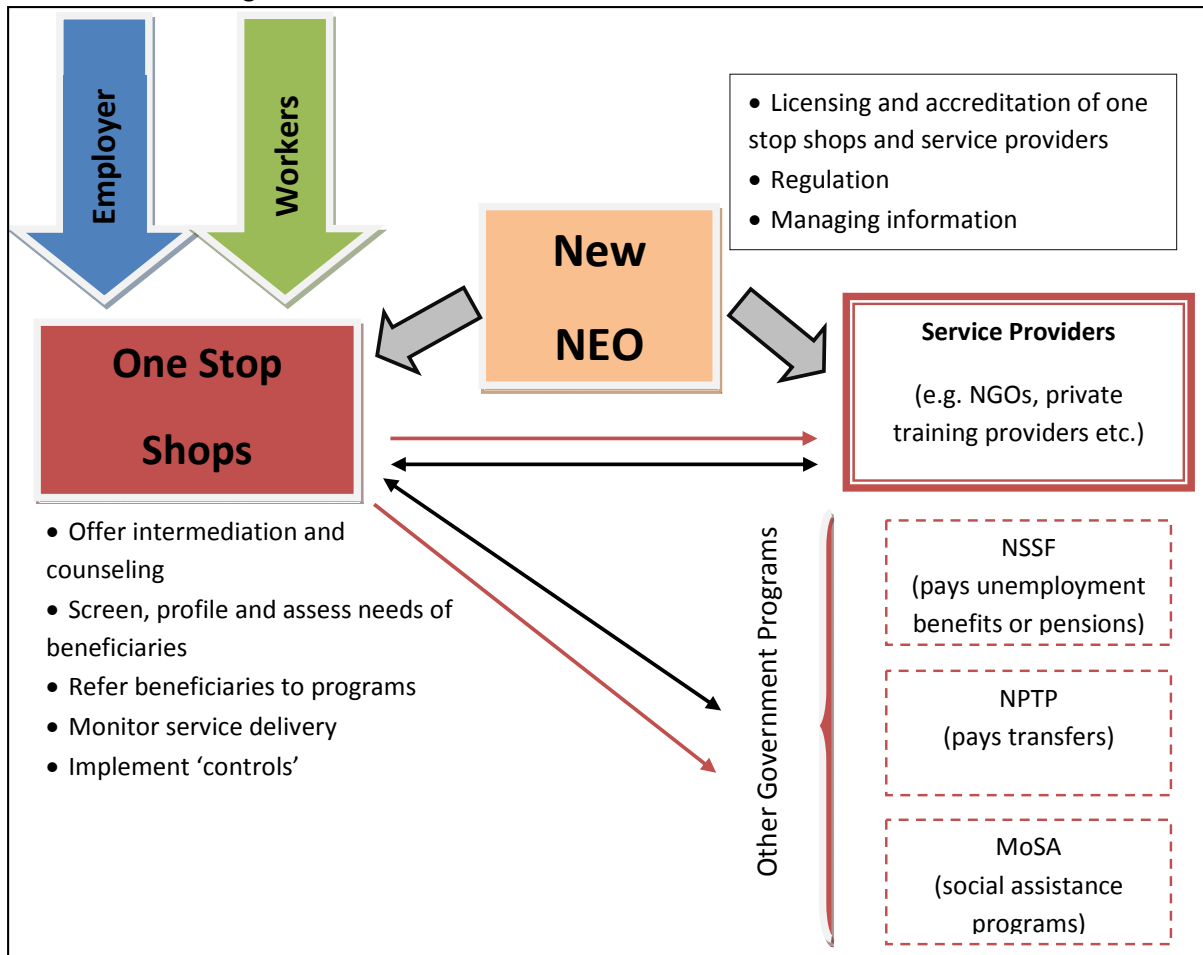 Employer
Workers
• Licensing and accreditation of one
stop shops and service providers
• Regulation
• Managing information
New
NEO
One Stop
Shops
Service Providers
(e.g. NGOs, private
training providers etc.)
• Offer intermediation and
counseling
• Screen, profile and assess needs of
beneficiaries
• Refer beneficiaries to programs
• Monitor service delivery
• Implement ‘controls’
Other Government Programs
NSSF
(pays unemployment
benefits or pensions)
NPTP
(pays transfers)
MoSA
(social assistance
programs)